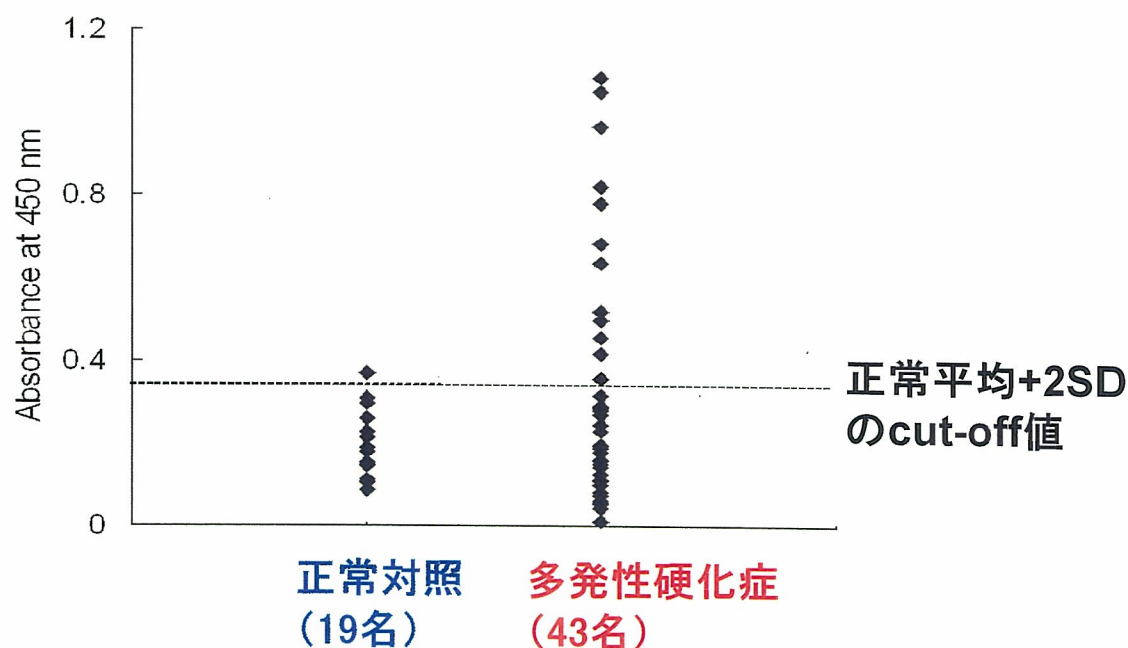 1.2
0.8
0.4
0
Absorbance at 450 nm
正常平均+2SD
のcut-off値
正常対照
(19名)
多発性硬化症
(43名)